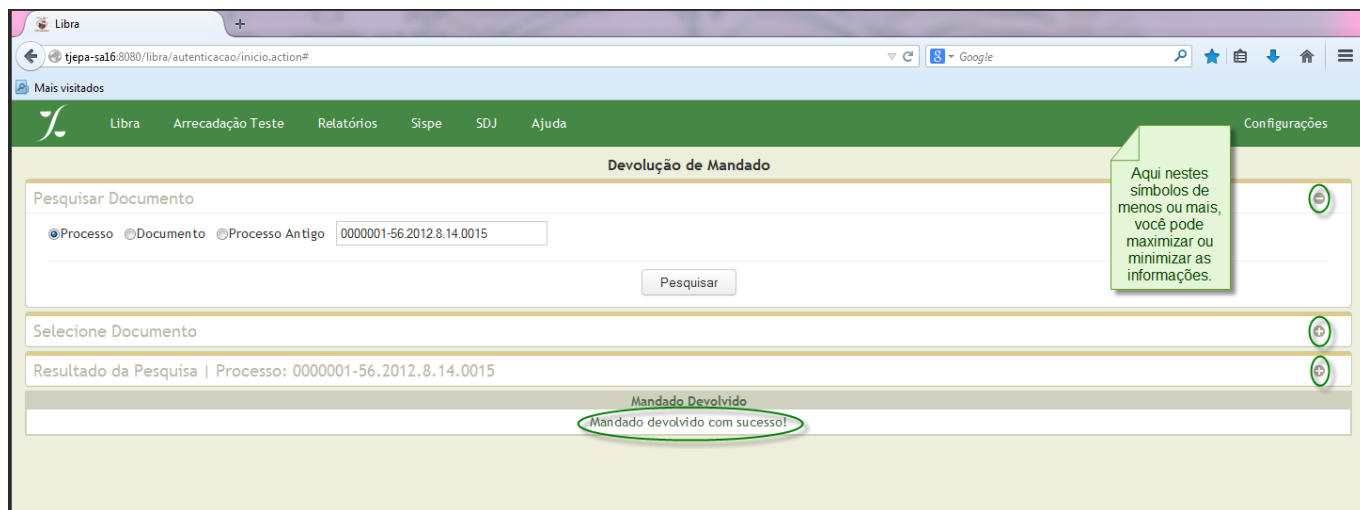 Libra
tjepa-sa16:8080/libra/autenticacao/inicio.action#
Google
Mais visitados
Libra Arrecadação Teste Relatórios Sispe SDJ Ajuda Configurações
Devolução de Mandado
Aqui nestes
símbolos de
menos ou mais,
você pode
maximizar ou
minimizar as
informações.
Pesquisar Documento
Processo Documento Processo Antigo 0000001-56.2012.8.14.0015
Pesquisar
Selecione Documento
Resultado da Pesquisa | Processo: 0000001-56.2012.8.14.0015
Mandado Devolvido
Mandado devolvido com sucesso!